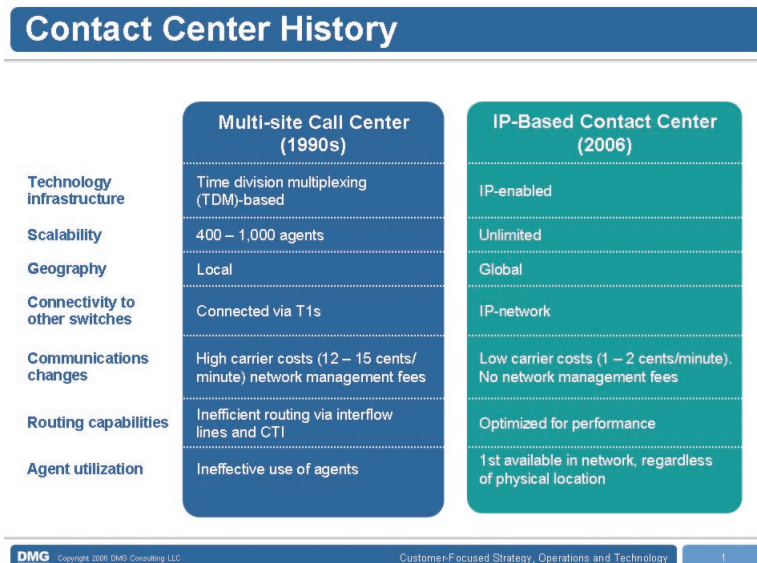 Contact Center History
Multi-site Call Center
(1990s)
IP-Based Contact Center
(2006)
Technology
infrastructure
Time division multiplexing
(TDM)-based
IP-enabled
Scalability
400 – 1,000 agents
Unlimited
Geography
Local
Global
Connectivity to
other switches
Connected via T1s
IP-network
Communications
changes
High carrier costs (12 – 15 cents/
minute) network management fees
Low carrier costs (1 – 2 cents/minute).
No network management fees
Routing capabilities
Inefficient routing via interflow
lines and CTI
Optimized for performance
Agent utilization
Ineffective use of agents
1st available in network, regardless
of physical location
DMG Copyright 2006 DMG Consulting LLC
Customer-Focused Strategy, Operations and Technology
1